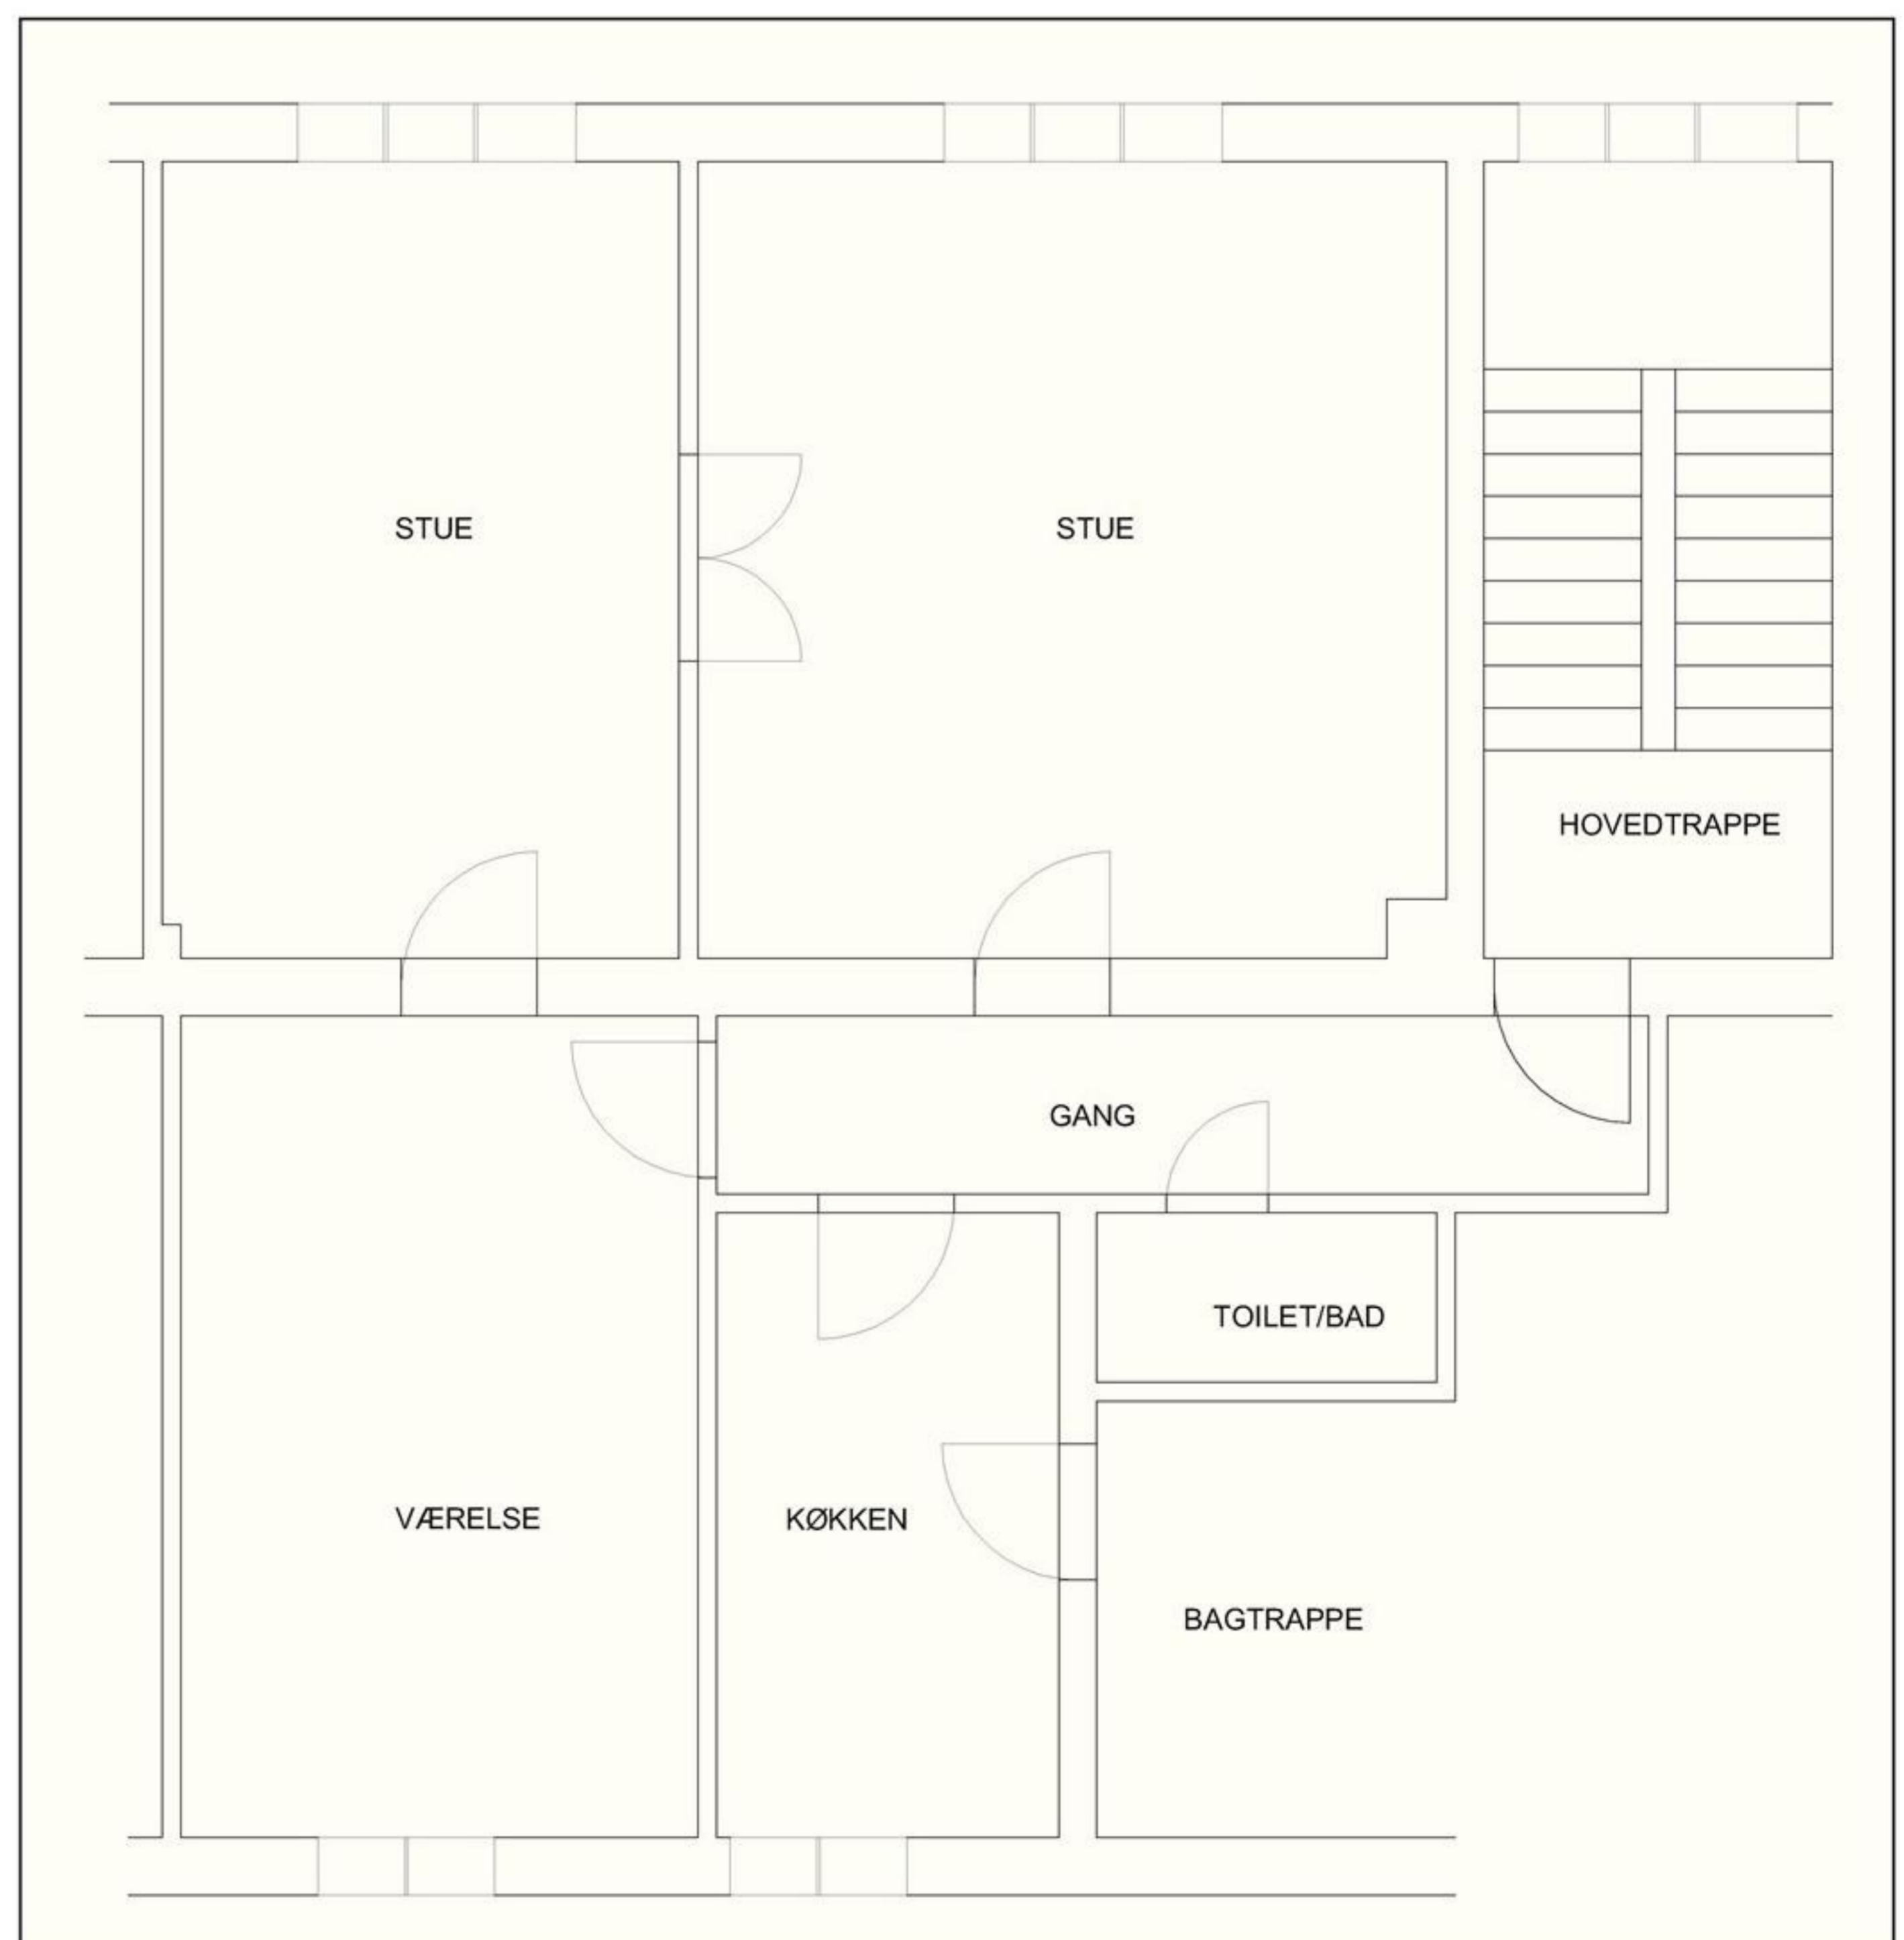 STUE
STUE
HOVEDTRAPPE
GANG
TOILET/BAD
VÆRELSE
KØKKEN
BAGTRAPPE